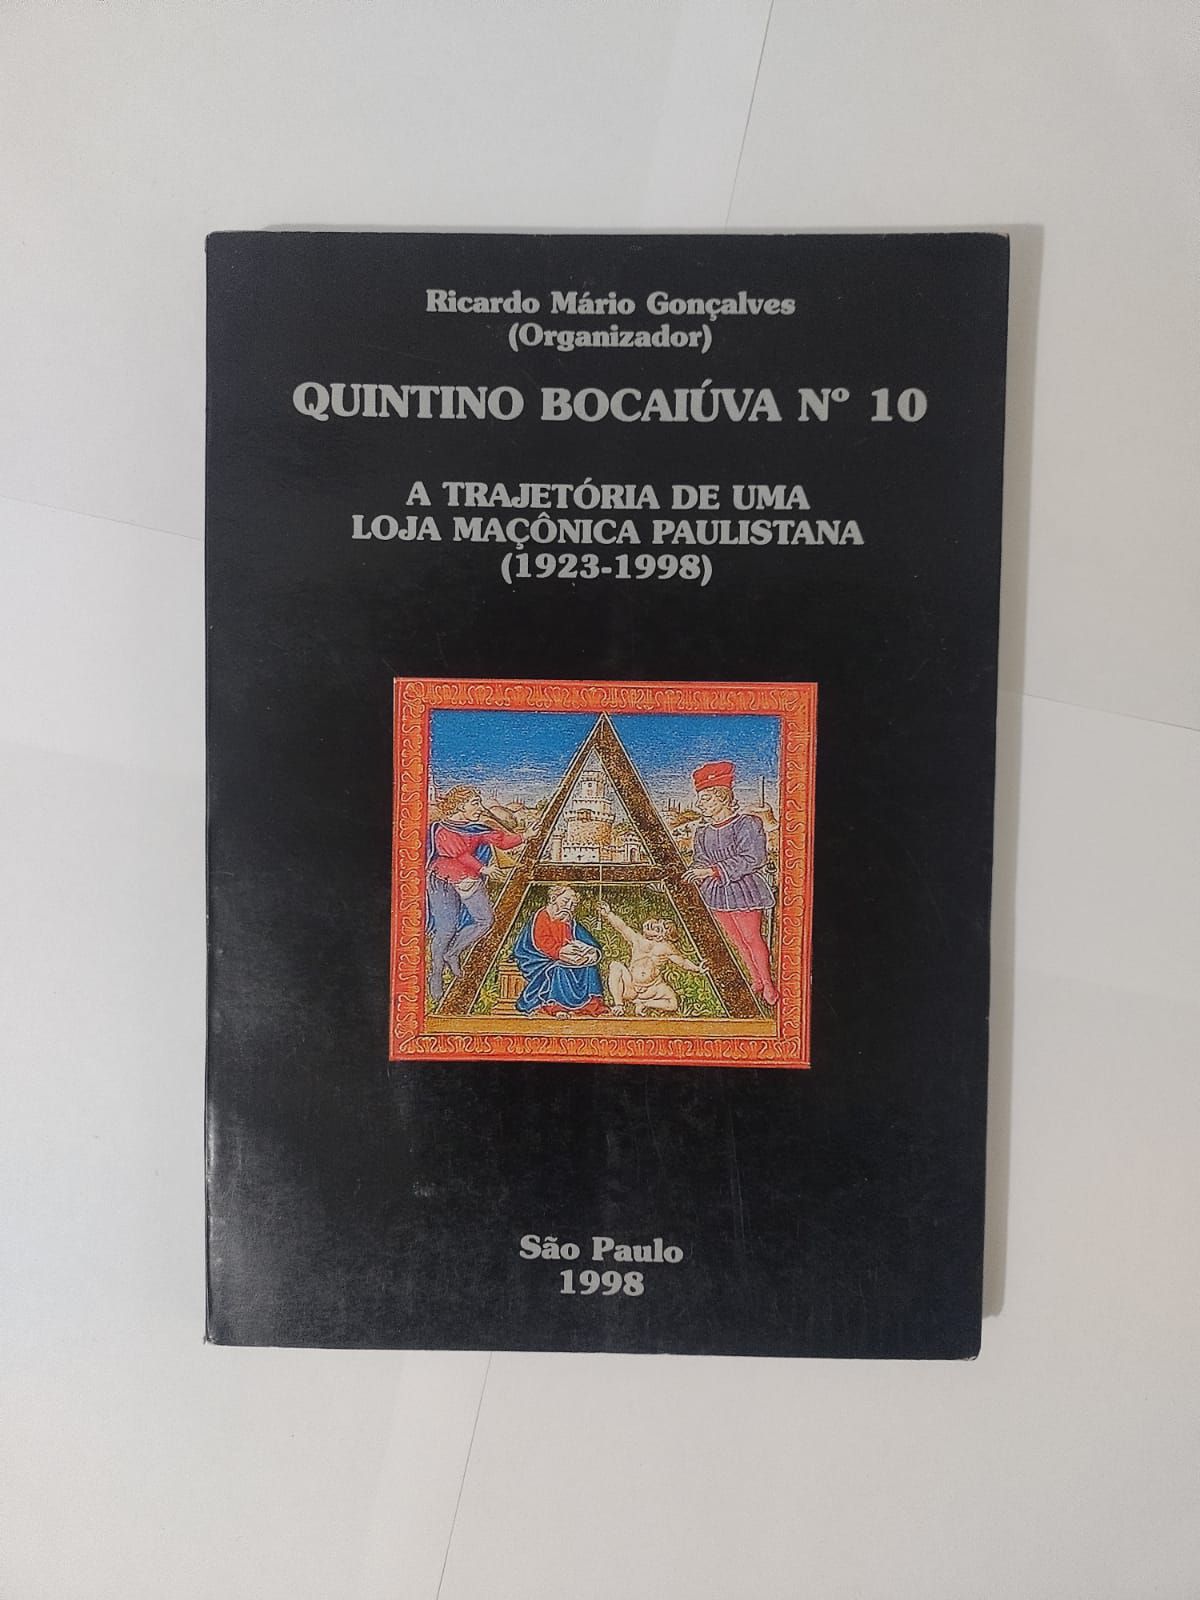 Ricardo Mário Gonçalves
(Organizador)
QUINTINO BOCAIÚVA Nº 10
A TRAJETÓRIA DE UMA
LOJA MAÇÔNICA PAULISTANA
(1923-1998)
São Paulo
1998